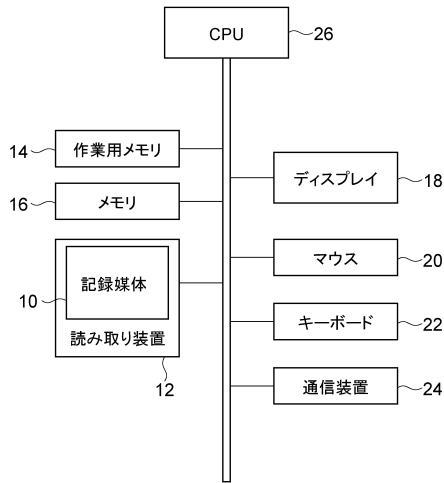 CPU
26
14
作業用メモリ
16
メモリ
10
記録媒体
読み取り装置
12
ディスプレイ
18
マウス
20
キーボード
22
通信装置
24